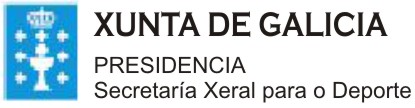 XUNTA DE GALICIA
PRESIDENCIA
Secretaría Xeral para o Deporte